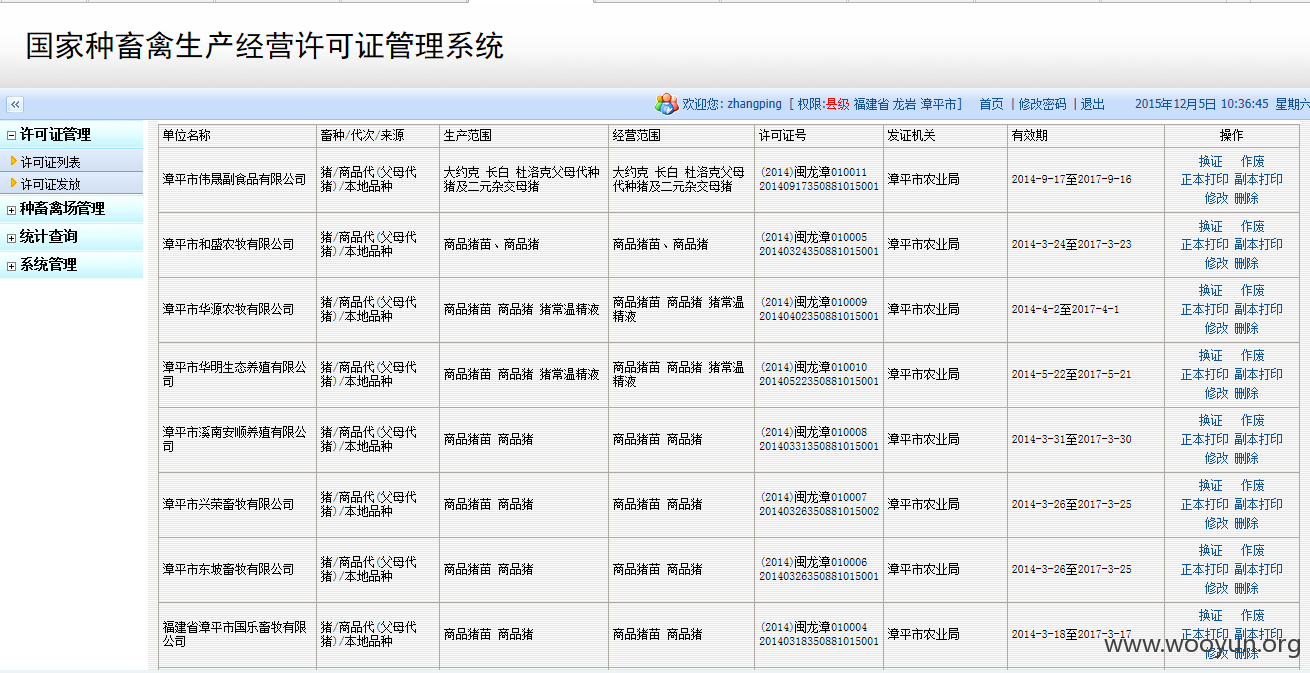 国家种畜禽生产经营许可证管理系统
欢迎您: zhangping [ 权限:县级 福建省 龙岩 漳平市] 首页 | 修改密码 | 退出 2015年12月5日 10:36:45 星期六
许可证管理
许可证列表
许可证发放
种畜禽场管理
统计查询
系统管理
单位名称 畜种/代次/来源 生产范围 经营范围 许可证号 发证机关 有效期 操作
漳平市伟晟副食品有限公司 猪/商品代(父母代
猪)/本地品种 大约克 长白 杜洛克父母代种
猪及二元杂交母猪 大约克 长白 杜洛克父母
代种猪及二元杂交母猪 (2014)闽龙漳010011
20140917350881015001 漳平市农业局 2014-9-17至2017-9-16 换证 作废
正本打印 副本打印
修改 删除
漳平市和盛农牧有限公司 猪/商品代(父母代
猪)/本地品种 商品猪苗、商品猪 商品猪苗、商品猪 (2014)闽龙漳010005
20140324350881015001 漳平市农业局 2014-3-24至2017-3-23 换证 作废
正本打印 副本打印
修改 删除
漳平市华源农牧有限公司 猪/商品代(父母代
猪)/本地品种 商品猪苗 商品猪 猪常温精液 商品猪苗 商品猪 猪常温
精液 (2014)闽龙漳010009
20140402350881015001 漳平市农业局 2014-4-2至2017-4-1 换证 作废
正本打印 副本打印
修改 删除
漳平市华明生态养殖有限公
司 猪/商品代(父母代
猪)/本地品种 商品猪苗 商品猪 猪常温精液 商品猪苗 商品猪 猪常温
精液 (2014)闽龙漳010010
20140522350881015001 漳平市农业局 2014-5-22至2017-5-21 换证 作废
正本打印 副本打印
修改 删除
漳平市溪南安顺养殖有限公
司 猪/商品代(父母代
猪)/本地品种 商品猪苗 商品猪 商品猪苗 商品猪 (2014)闽龙漳010008
20140331350881015001 漳平市农业局 2014-3-31至2017-3-30 换证 作废
正本打印 副本打印
修改 删除
漳平市兴荣畜牧有限公司 猪/商品代(父母代
猪)/本地品种 商品猪苗 商品猪 商品猪苗 商品猪 (2014)闽龙漳010007
20140326350881015002 漳平市农业局 2014-3-26至2017-3-25 换证 作废
正本打印 副本打印
修改 删除
漳平市东坡畜牧有限公司 猪/商品代(父母代
猪)/本地品种 商品猪苗 商品猪 商品猪苗 商品猪 (2014)闽龙漳010006
20140326350881015001 漳平市农业局 2014-3-26至2017-3-25 换证 作废
正本打印 副本打印
修改 删除
福建省漳平市国乐畜牧有限
公司 猪/商品代(父母代
猪)/本地品种 商品猪苗 商品猪 商品猪苗 商品猪 (2014)闽龙漳010004
20140318350881015001 漳平市农业局 2014-3-18至2017-3-17 换证 作废
正本打印 副本打印
修改 删除
www.wooyun.org